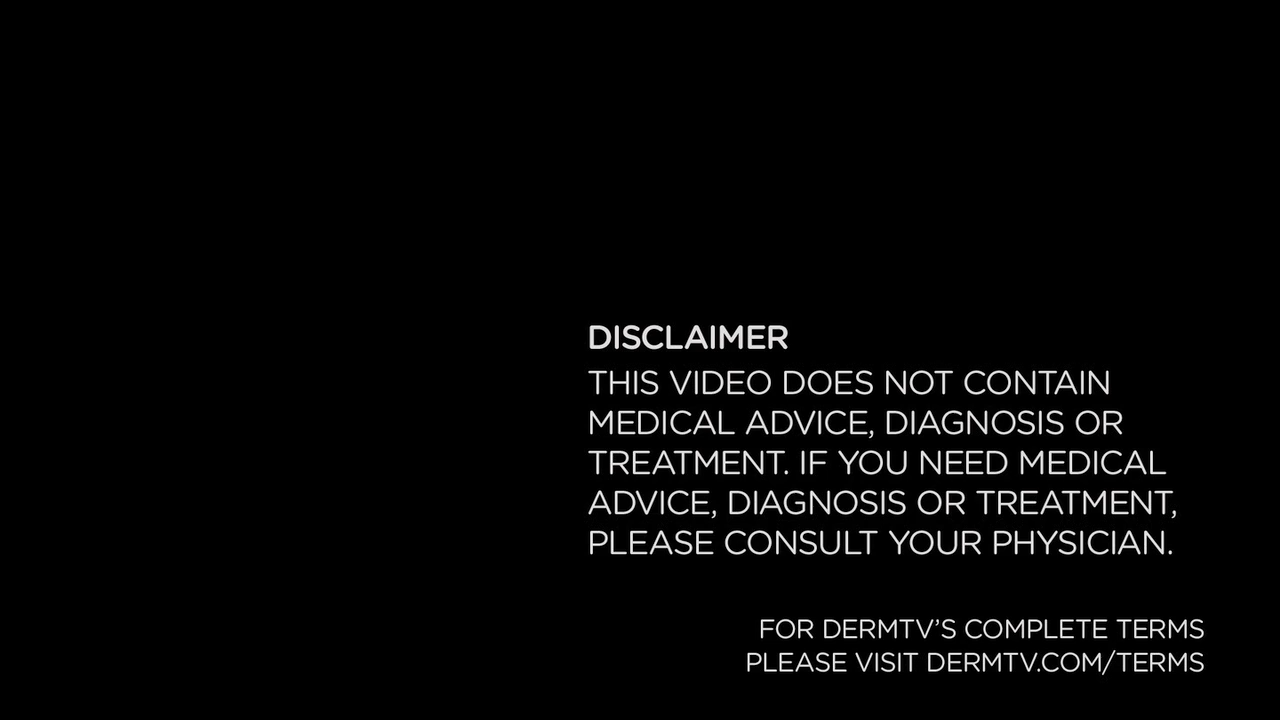 DISCLAIMER
THIS VIDEO DOES NOT CONTAIN
MEDICAL ADVICE, DIAGNOSIS OR
TREATMENT. IF YOU NEED MEDICAL
ADVICE, DIAGNOSIS OR TREATMENT,
PLEASE CONSULT YOUR PHYSICIAN.
FOR DERMTV’S COMPLETE TERMS
PLEASE VISIT DERMTV.COM/TERMS